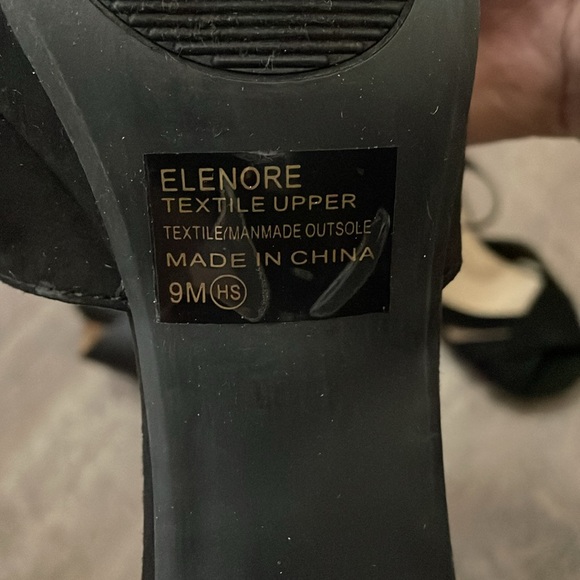 ELENORE
TEXTILE UPPER
TEXTILE/MANMADE OUTSOLE
MADE IN CHINA
9M HS